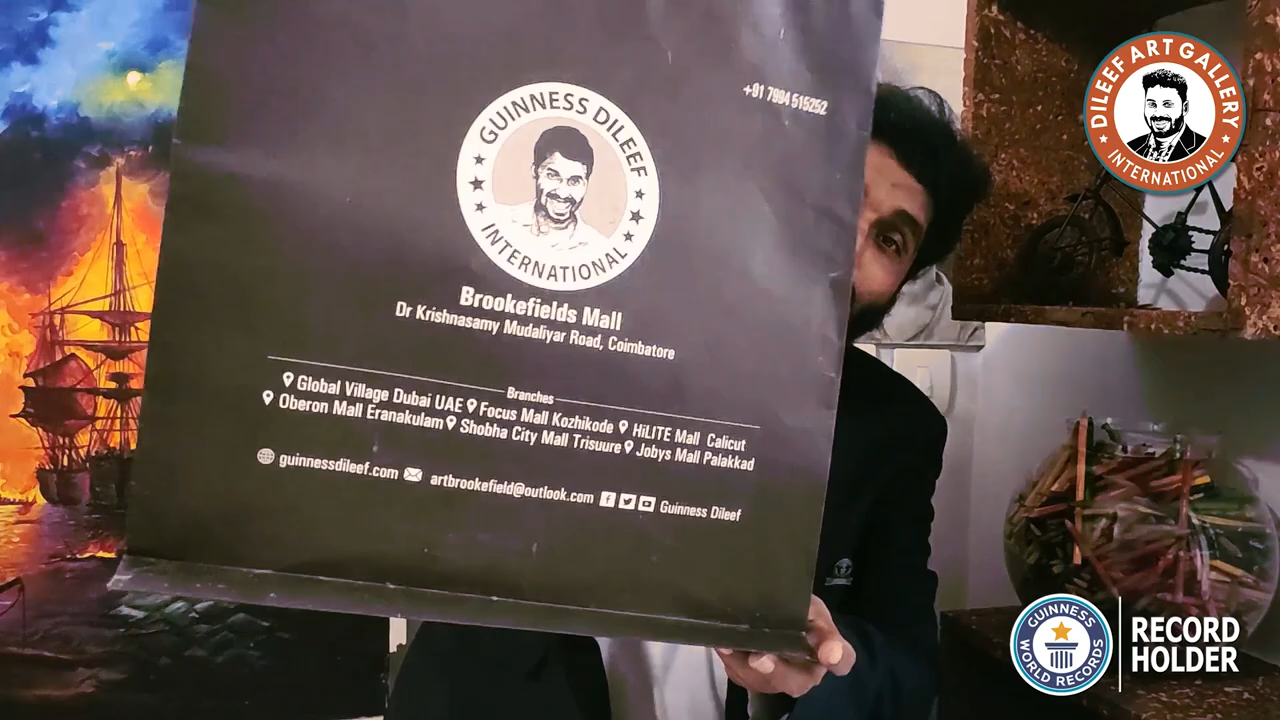 +91 7994 515252
GUINNESS DILEEF
INTERNATIONAL
Brookefields Mall
Dr Krishnasamy Mudaliyar Road, Coimbatore
Branches
Global Village Dubai UAE Focus Mall Kozhikode HiLITE Mall Calicut
Oberon Mall Eranakulam Shobha City Mall Trisuure Jobys Mall Palakkad
guinnessdileef.com artbrookefield@outlook.com Guinness Dileef
DILEEF ART GALLERY
INTERNATIONAL
GUINNESS
WORLD RECORDS
RECORD
HOLDER